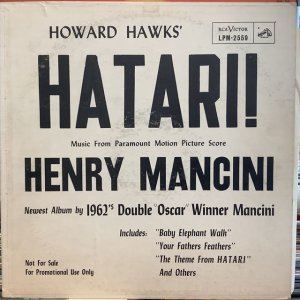 HOWARD HAWKS'
RCA VICTOR
LPM-2559
HATARI!
Music From Paramount Motion Picture Score
HENRY MANCINI
Newest Album by 1962's Double "Oscar" Winner Mancini
Includes: "Baby Elephant Walk"
"Your Fathers Feathers"
"The Theme From HATARI"
And Others
Not For Sale
For Promotional Use Only